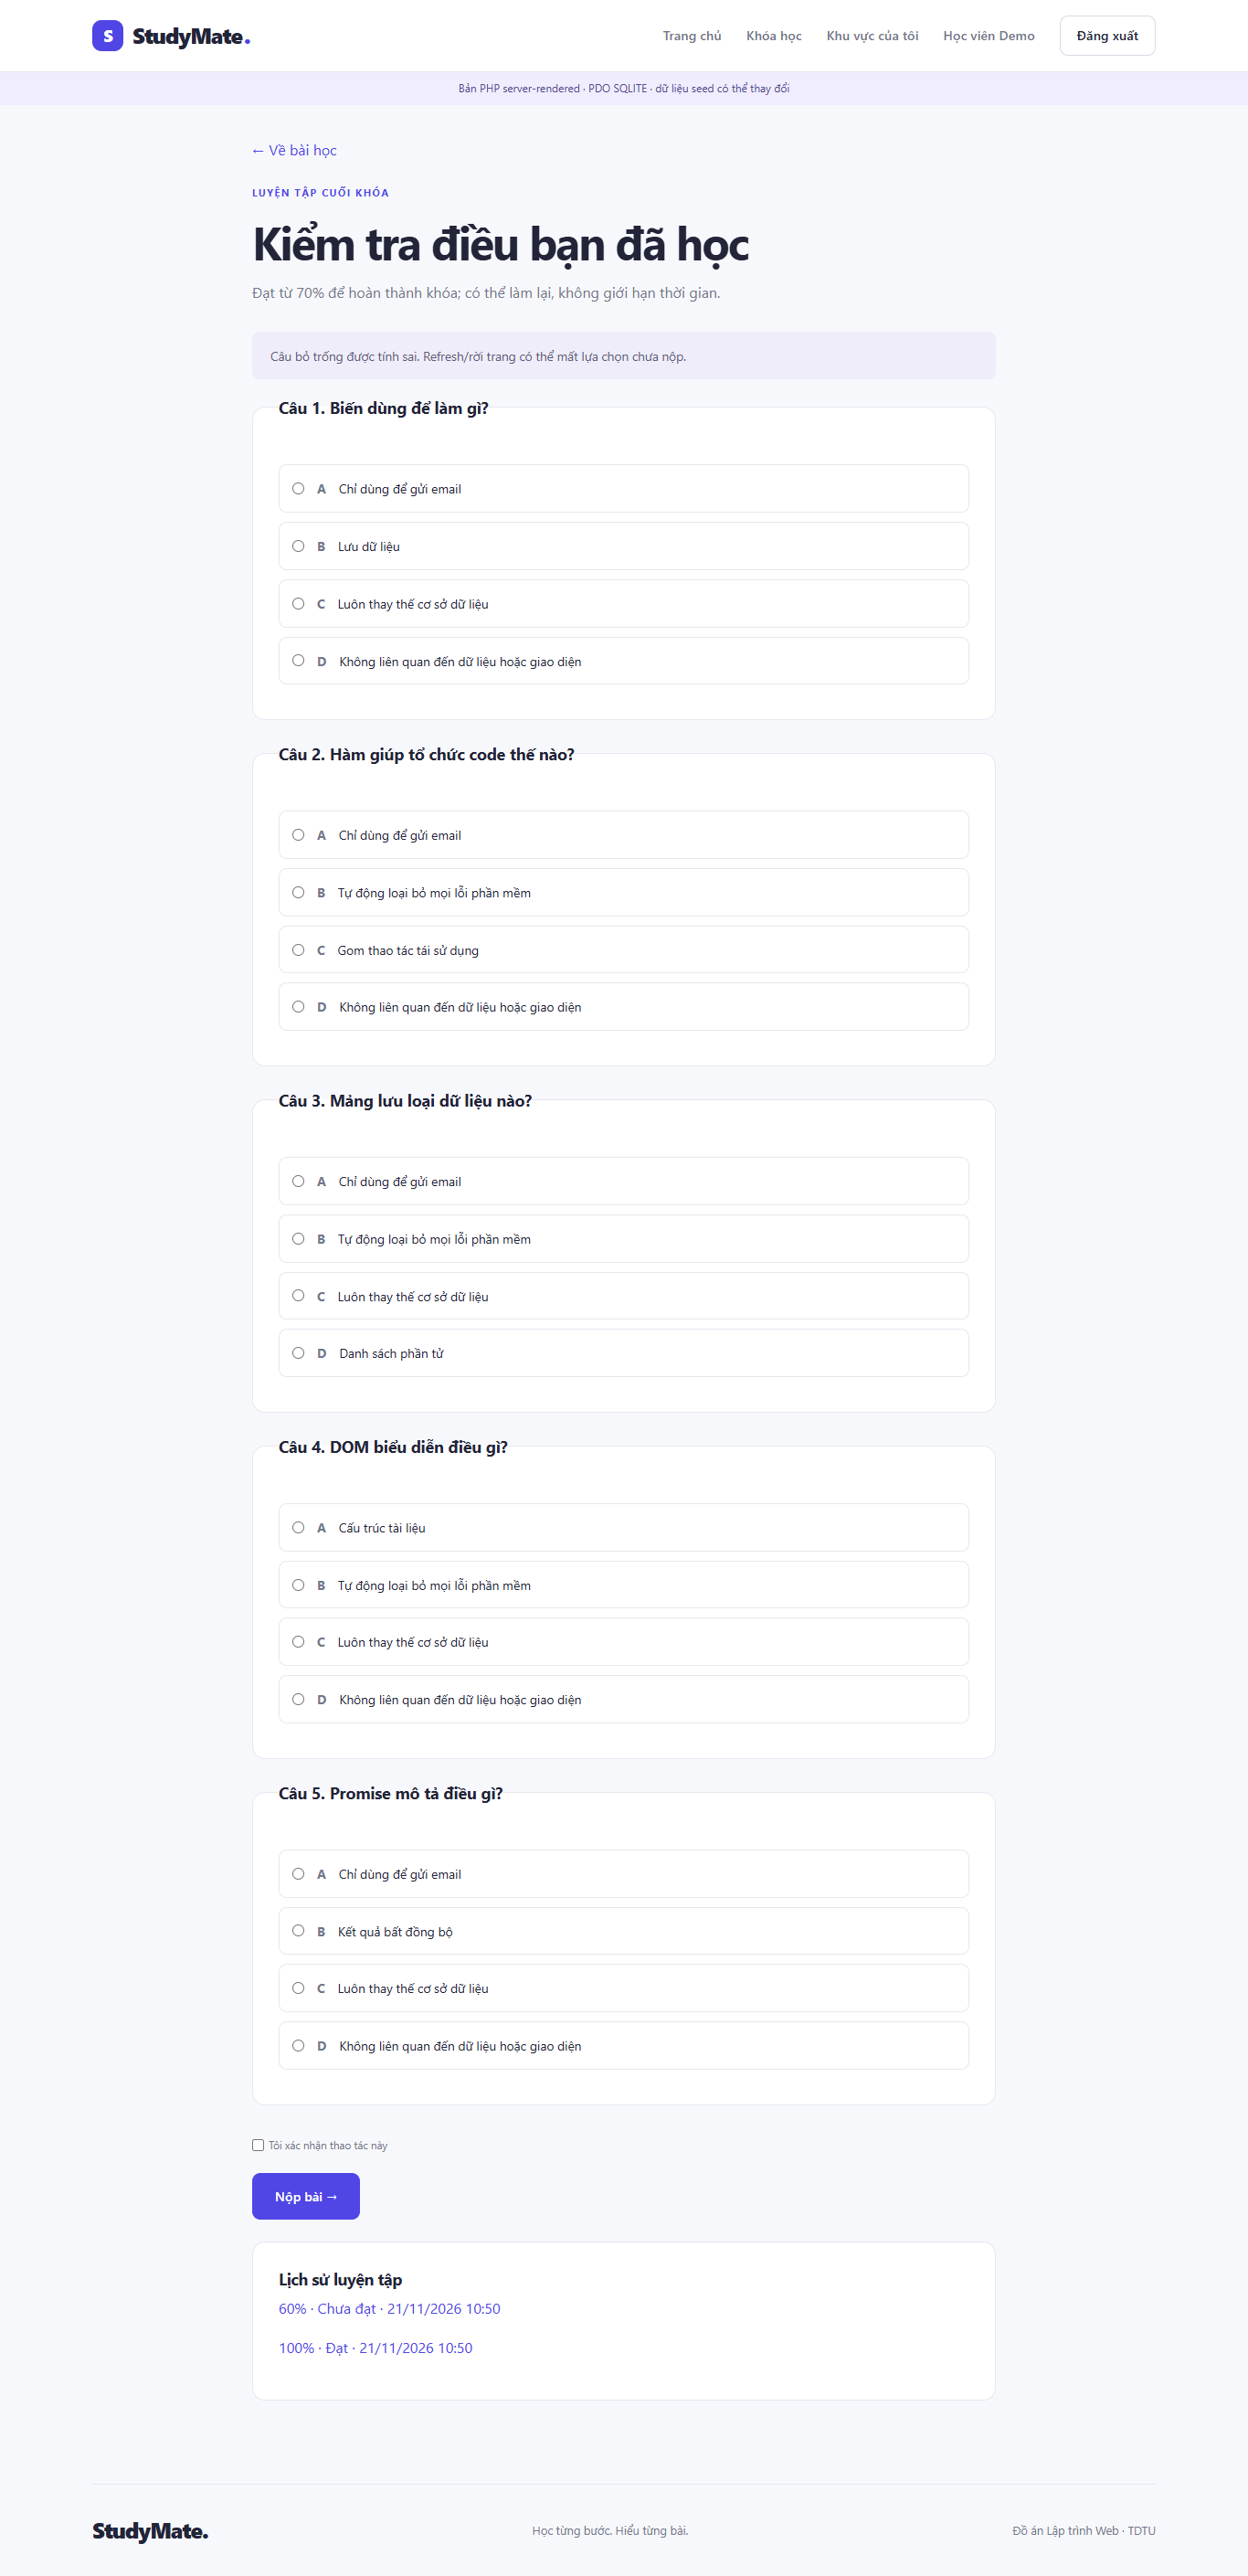 S StudyMate.
Trang chủ Khóa học Khu vực của tôi Học viên Demo Đăng xuất
Bản PHP server-rendered · PDO SQLITE · dữ liệu seed có thể thay đổi
← Về bài học
LUYỆN TẬP CUỐI KHÓA
Kiểm tra điều bạn đã học
Đạt từ 70% để hoàn thành khóa; có thể làm lại, không giới hạn thời gian.
Câu bỏ trống được tính sai. Refresh/rời trang có thể mất lựa chọn chưa nộp.
Câu 1. Biến dùng để làm gì?
A Chỉ dùng để gửi email
B Lưu dữ liệu
C Luôn thay thế cơ sở dữ liệu
D Không liên quan đến dữ liệu hoặc giao diện
Câu 2. Hàm giúp tổ chức code thế nào?
A Chỉ dùng để gửi email
B Tự động loại bỏ mọi lỗi phần mềm
C Gom thao tác tái sử dụng
D Không liên quan đến dữ liệu hoặc giao diện
Câu 3. Mảng lưu loại dữ liệu nào?
A Chỉ dùng để gửi email
B Tự động loại bỏ mọi lỗi phần mềm
C Luôn thay thế cơ sở dữ liệu
D Danh sách phần tử
Câu 4. DOM biểu diễn điều gì?
A Cấu trúc tài liệu
B Tự động loại bỏ mọi lỗi phần mềm
C Luôn thay thế cơ sở dữ liệu
D Không liên quan đến dữ liệu hoặc giao diện
Câu 5. Promise mô tả điều gì?
A Chỉ dùng để gửi email
B Kết quả bất đồng bộ
C Luôn thay thế cơ sở dữ liệu
D Không liên quan đến dữ liệu hoặc giao diện
Tôi xác nhận thao tác này
Nộp bài →
Lịch sử luyện tập
60% · Chưa đạt · 21/11/2026 10:50
100% · Đạt · 21/11/2026 10:50
StudyMate.
Học từng bước. Hiểu từng bài.
Đồ án Lập trình Web · TDTU